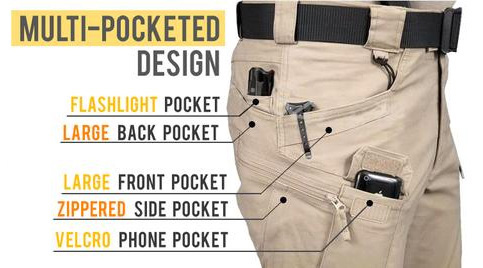 MULTI-POCKETED
DESIGN
FLASHLIGHT POCKET
LARGE BACK POCKET
LARGE FRONT POCKET
ZIPPERED SIDE POCKET
VELCRO PHONE POCKET